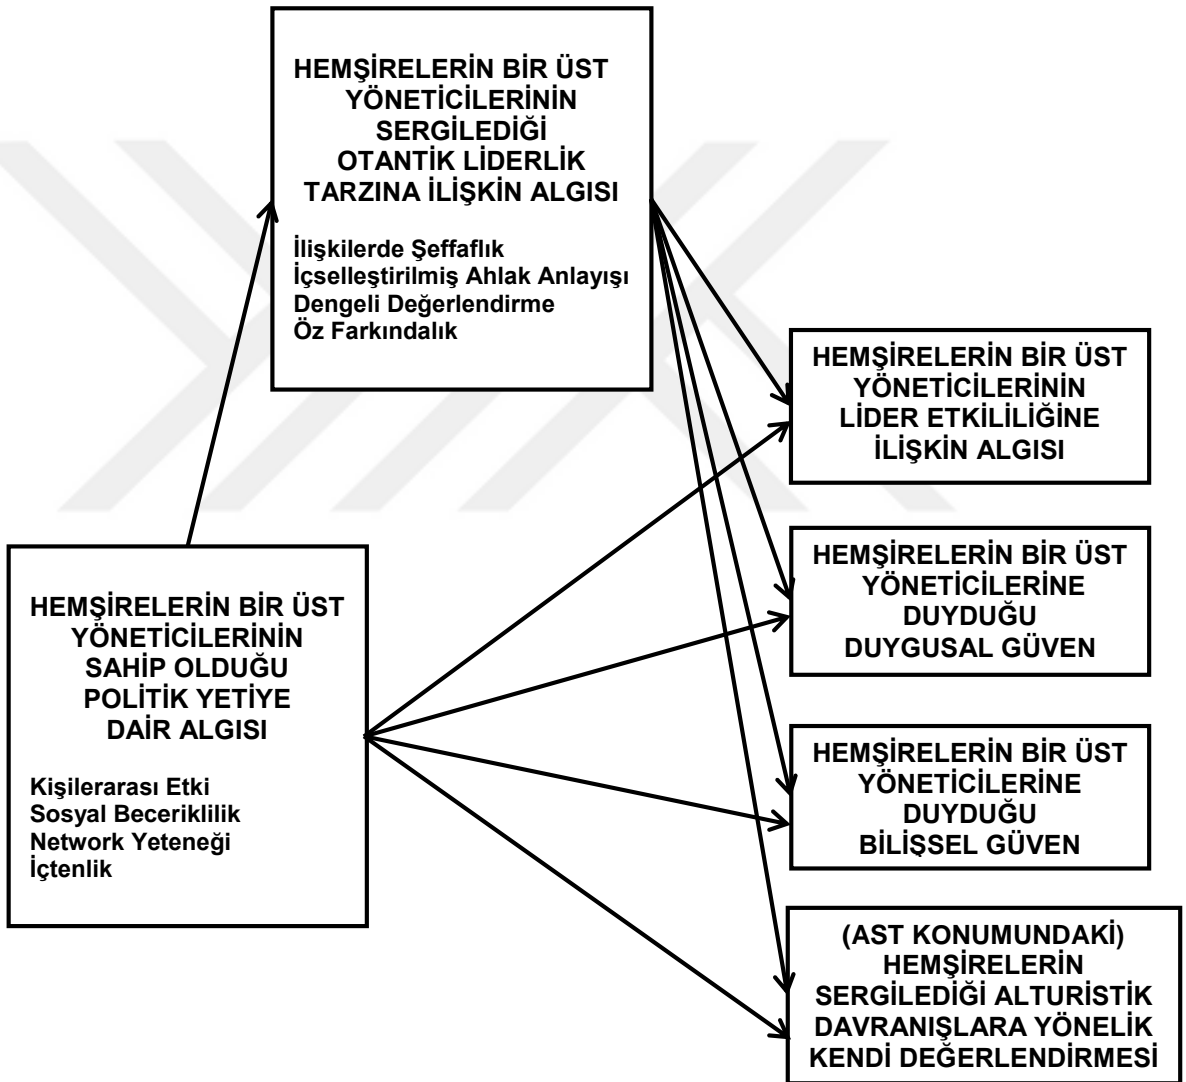 HEMŞİRELERİN BİR ÜST
YÖNETİCİLERİNİN
SERGİLEDİĞİ
OTANTİK LİDERLİK
TARZINA İLİŞKİN ALGISI
İlişkilerde Şeffaflık
İçselleştirilmiş Ahlak Anlayışı
Dengeli Değerlendirme
Öz Farkındalık
HEMŞİRELERİN BİR ÜST
YÖNETİCİLERİNİN
SAHİP OLDUĞU
POLİTİK YETİYE
DAİR ALGISI
Kişilerarası Etki
Sosyal Beceriklilik
Network Yeteneği
İçtenlik
HEMŞİRELERİN BİR ÜST
YÖNETİCİLERİNİN
LİDER ETKİLİLİĞİNE
İLİŞKİN ALGISI
HEMŞİRELERİN BİR ÜST
YÖNETİCİLERİNE
DUYDUĞU
DUYGUSAL GÜVEN
HEMŞİRELERİN BİR ÜST
YÖNETİCİLERİNE
DUYDUĞU
BİLİŞSEL GÜVEN
(AST KONUMUNDAKİ)
HEMŞİRELERİN
SERGİLEDİĞİ ALTURİSTİK
DAVRANIŞLARA YÖNELİK
KENDİ DEĞERLENDİRMESİ